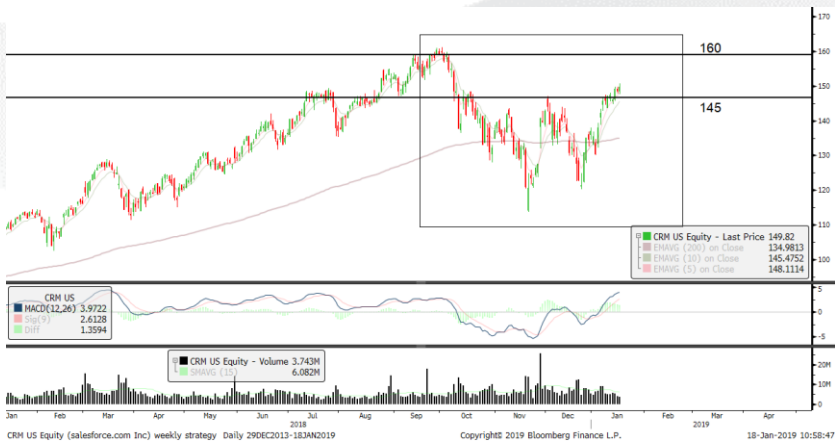 170
160
160
150
145
140
130
120
110
100
CRM US Equity - Last Price 149.82
EMAVG (200) on Close 134.9813
EMAVG (10) on Close 145.4752
EMAVG (5) on Close 148.1114
CRM US
MACD(12,26) 3.9722
Sig(9) 2.6128
Diff 1.3594
5
0
-5
CRM US Equity - Volume 3.743M
SMAVG (15) 6.082M
20M
10M
0
Jan Feb Mar Apr May Jun Jul Aug Sep Oct Nov Dec Jan Feb Mar Apr
2018 2019
CRM US Equity (salesforce.com Inc) weekly strategy Daily 29DEC2013-18JAN2019 Copyright© 2019 Bloomberg Finance L.P. 18-Jan-2019 10:58:47